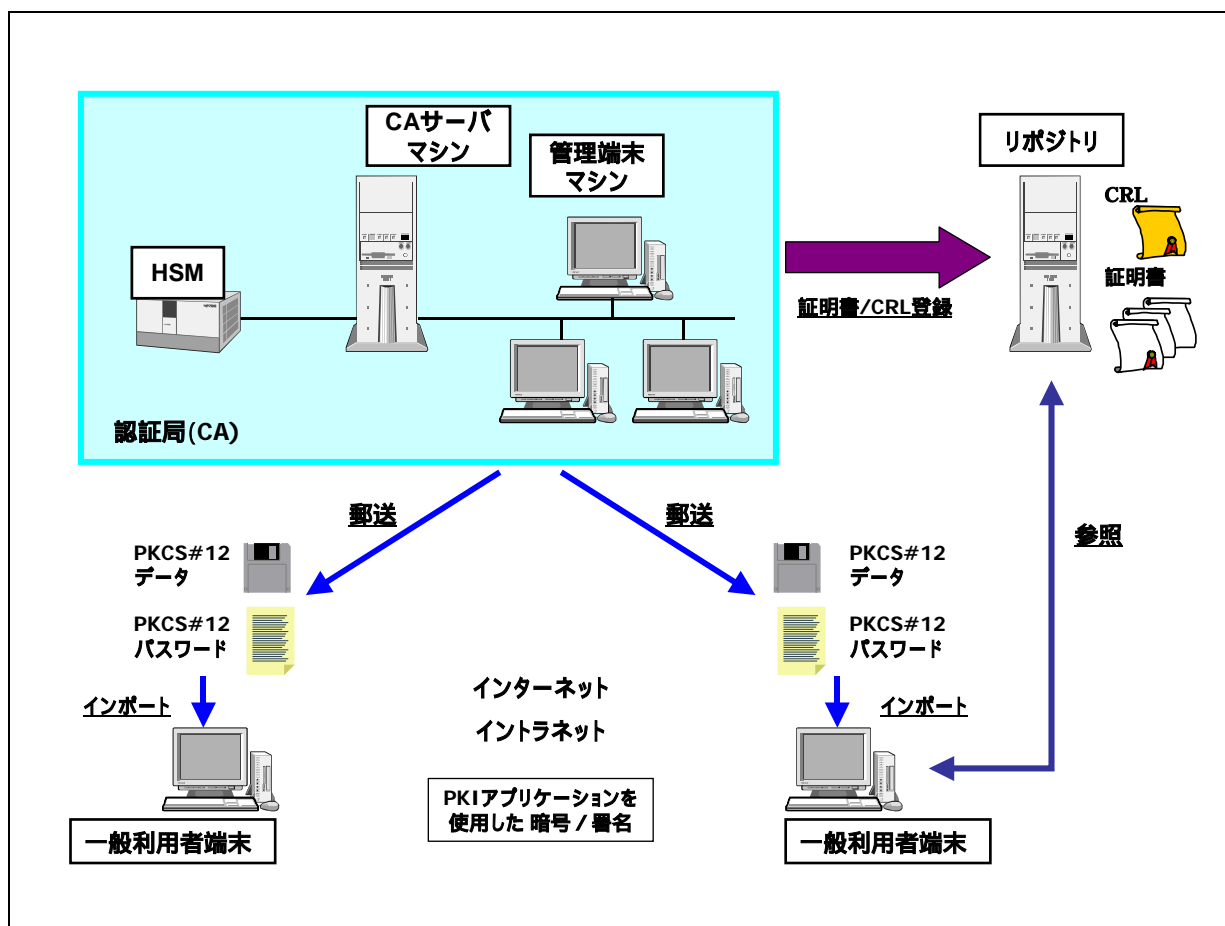 CAサーバ
マシン
管理端末
マシン
リポジトリ
HSM
CRL
証明書
証明書/CRL登録
認証局(CA)
郵送
郵送
参照
PKCS#12
データ
PKCS#12
データ
PKCS#12
パスワード
PKCS#12
パスワード
インポート
インターネット
イントラネット
インポート
PKIアプリケーションを
使用した 暗号 / 署名
一般利用者端末
一般利用者端末